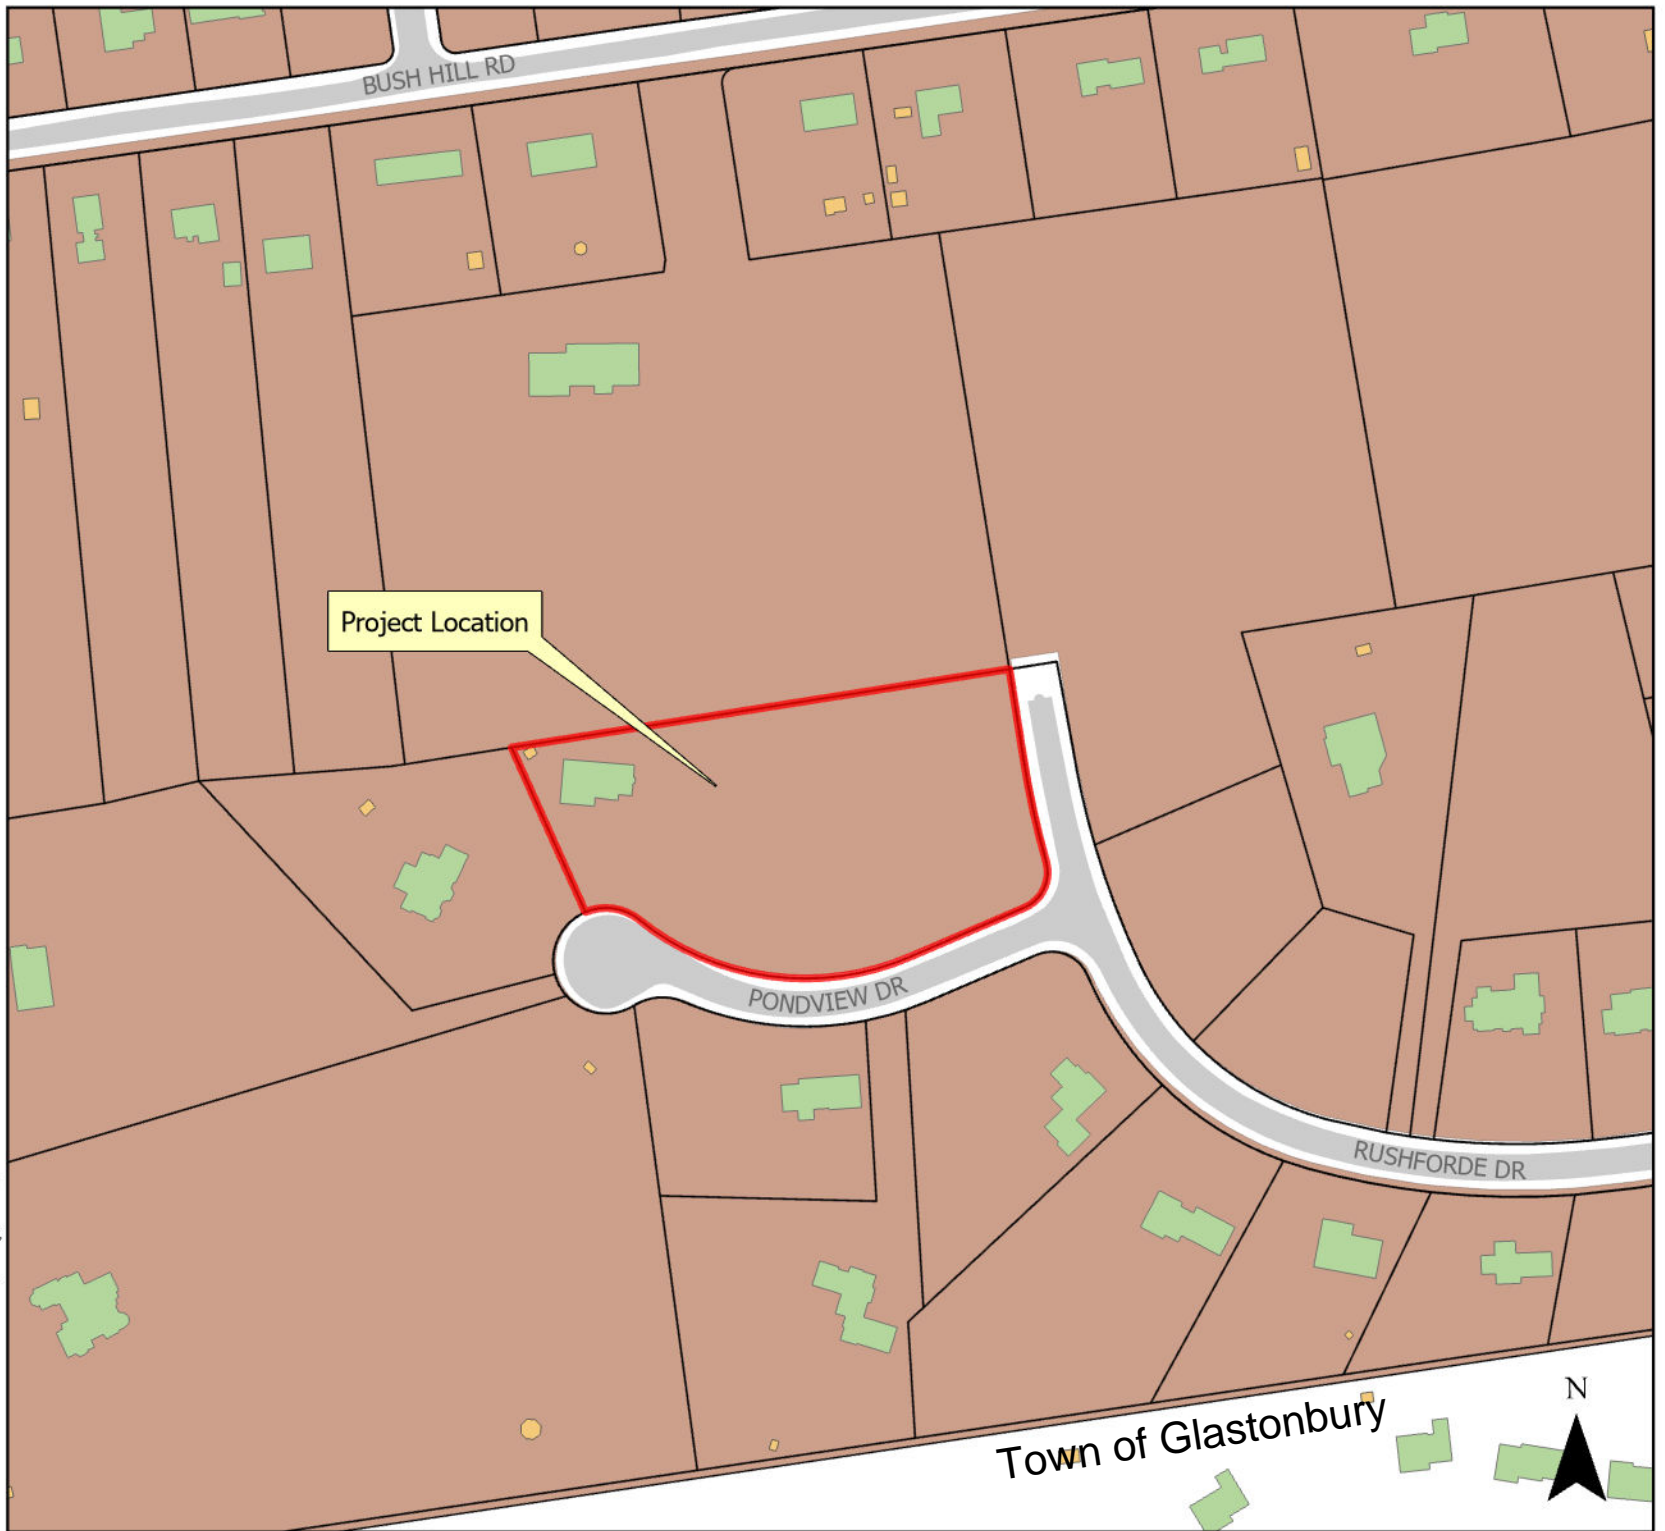 BUSH HILL RD
Project Location
PONDVIEW DR
RUSHFORDE DR
N
Town of Glastonbury